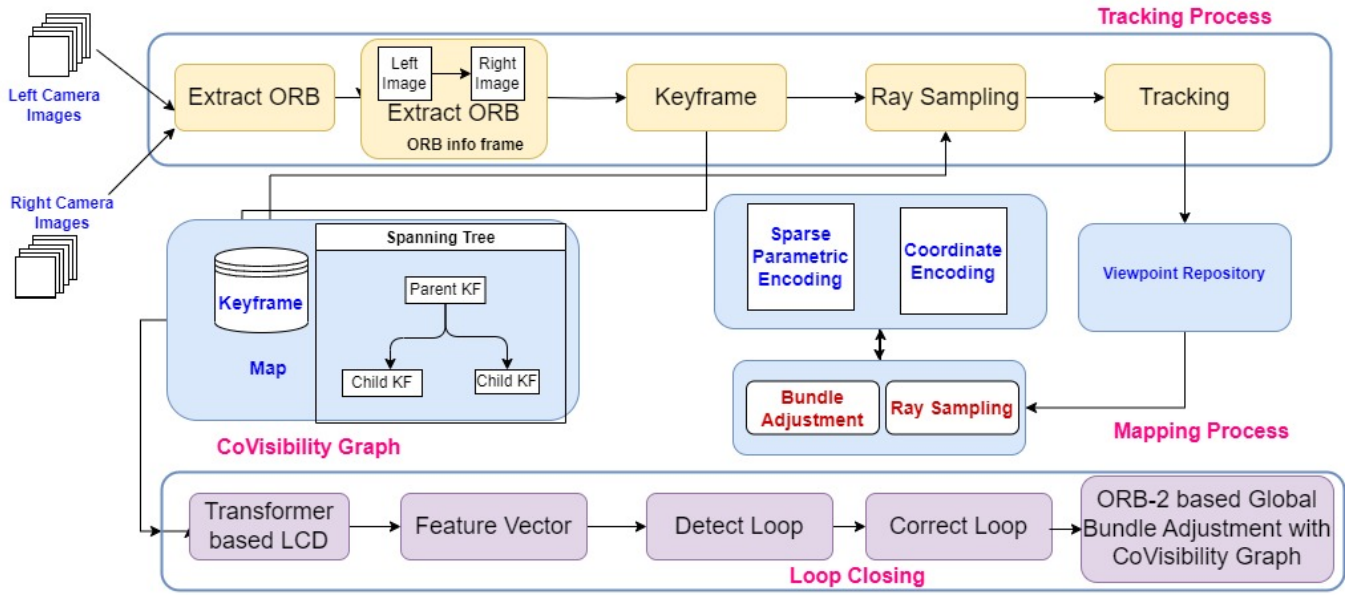 Tracking Process
Left Camera
Images
Right Camera
Images
Extract ORB
Left
Image
Right
Image
Extract ORB
ORB info frame
Keyframe
Ray Sampling
Tracking
Spanning Tree
Keyframe
Map
Parent KF
Child KF
Child KF
CoVisibility Graph
Sparse
Parametric
Encoding
Coordinate
Encoding
Viewpoint Repository
Bundle
Adjustment
Ray Sampling
Mapping Process
Transformer
based LCD
Feature Vector
Detect Loop
Correct Loop
ORB-2 based Global
Bundle Adjustment with
CoVisibility Graph
Loop Closing